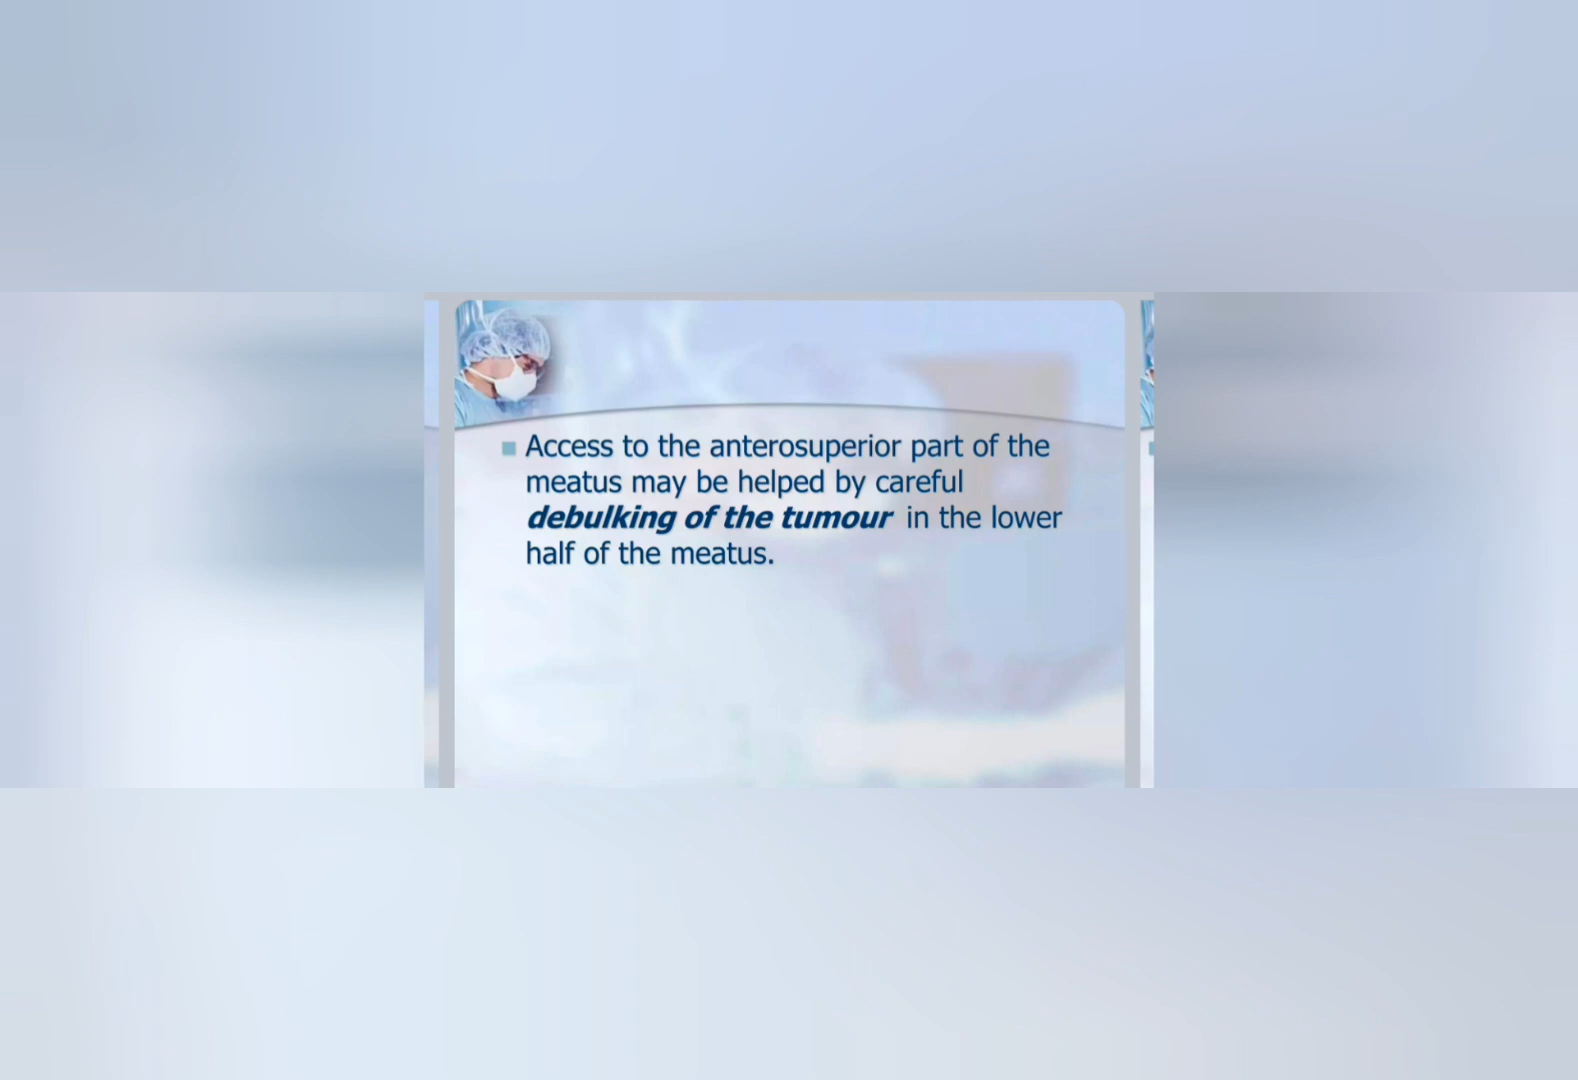 Access to the anterosuperior part of the
meatus may be helped by careful
debulking of the tumour in the lower
half of the meatus.